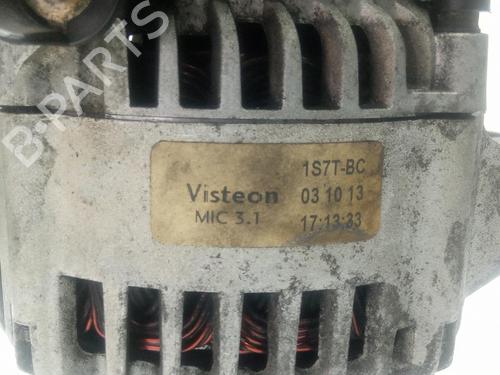 B-PARTS
Visteon
MIC 3.1
1S7T-BC
03 10 13
17:13:33